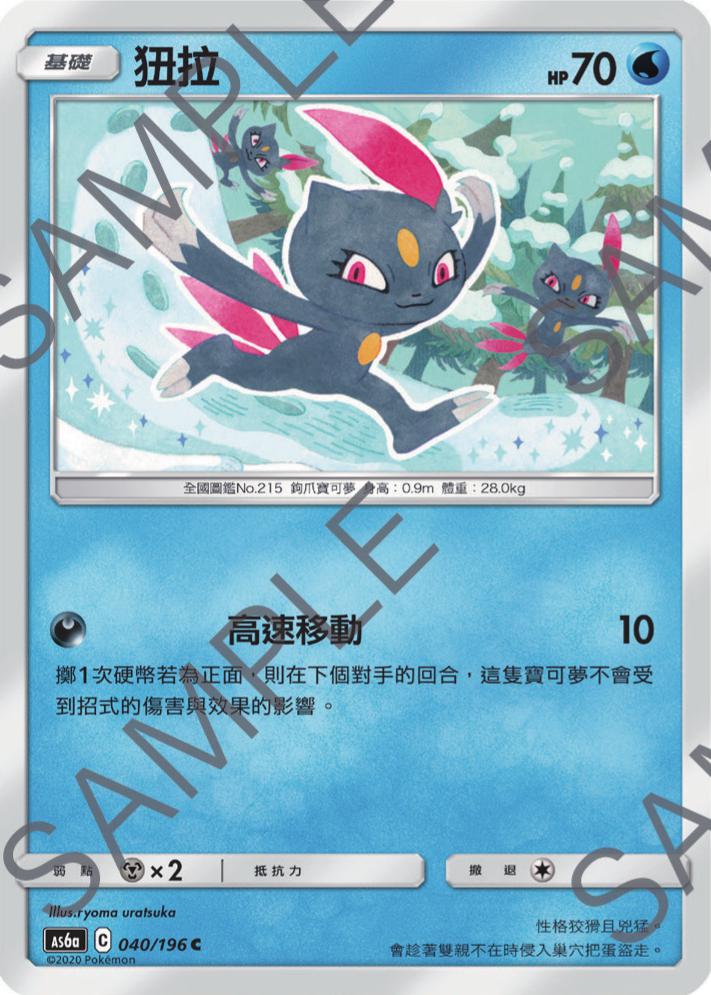 基礎
狃拉
HP70
全國圖鑑No.215 鉤爪寶可夢 身高：0.9m 體重：28.0kg
高速移動 10
擲1次硬幣若為正面，則在下個對手的回合，這隻寶可夢不會受
到招式的傷害與效果的影響。
弱點 ×2 抵抗力 撤退
Illus.ryoma uratsuka
AS6a C 040/196 C
©2020 Pokémon
性格狡猾且兇猛。
會趁著雙親不在時侵入巢穴把蛋盜走。
SAMPLE
SAMPLE
SAMPLE
SAMPLE